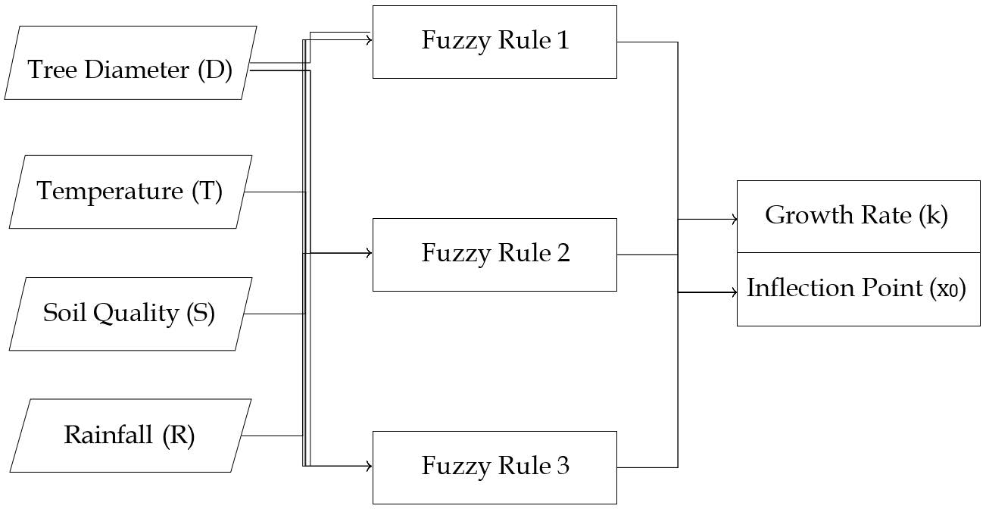 Tree Diameter (D)
Temperature (T)
Soil Quality (S)
Rainfall (R)
Fuzzy Rule 1
Fuzzy Rule 2
Fuzzy Rule 3
Growth Rate (k)
Inflection Point (x₀)